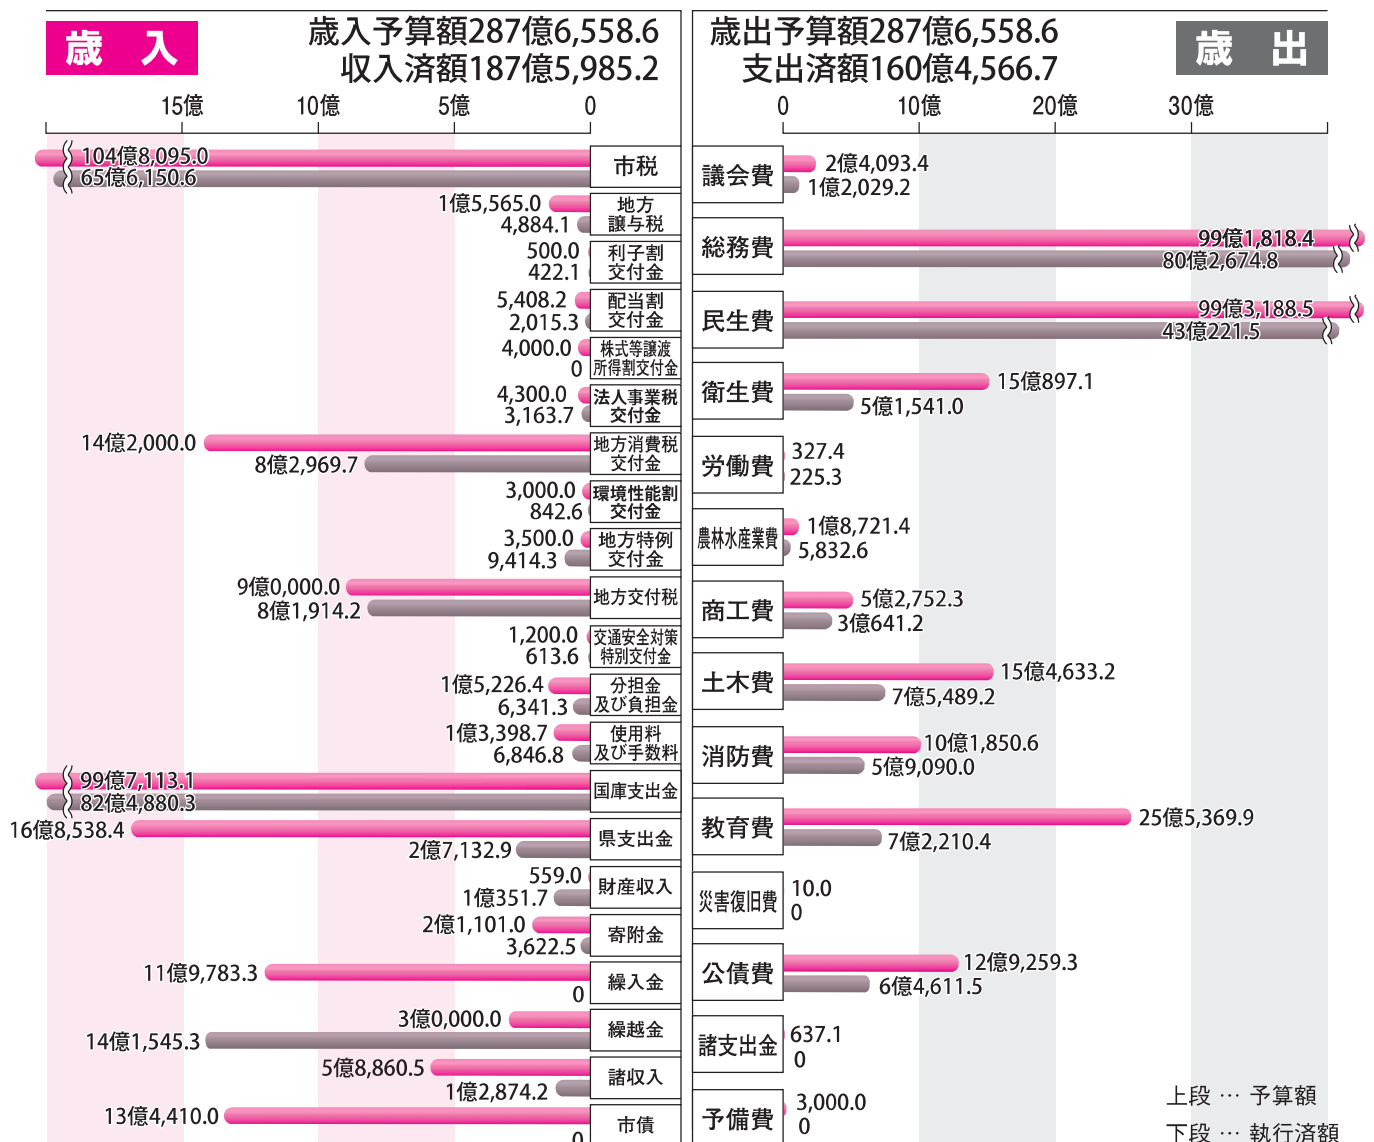 歳 入
歳入予算額287億6,558.6
収入済額187億5,985.2
15億 10億 5億 0
104億8,095.0
65億6,150.6
市税
1億5,565.0
4,884.1
地方
譲与税
500.0
422.1
利子割
交付金
5,408.2
2,015.3
配当割
交付金
4,000.0
0
株式等譲渡
所得割交付金
4,300.0
3,163.7
法人事業税
交付金
14億2,000.0
8億2,969.7
地方消費税
交付金
3,000.0
842.6
環境性能割
交付金
3,500.0
9,414.3
地方特例
交付金
9億0,000.0
8億1,914.2
地方交付税
1,200.0
613.6
交通安全対策
特別交付金
1億5,226.4
6,341.3
分担金
及び負担金
1億3,398.7
6,846.8
使用料
及び手数料
99億7,113.1
82億4,880.3
国庫支出金
16億8,538.4
2億7,132.9
県支出金
559.0
1億351.7
財産収入
2億1,101.0
3,622.5
寄附金
11億9,783.3
0
繰入金
3億0,000.0
14億1,545.3
繰越金
5億8,860.5
1億2,874.2
諸収入
13億4,410.0
0
市債
歳出予算額287億6,558.6
支出済額160億4,566.7
歳 出
0 10億 20億 30億
議会費
2億4,093.4
1億2,029.2
総務費
99億1,818.4
80億2,674.8
民生費
99億3,188.5
43億221.5
衛生費
15億897.1
5億1,541.0
労働費
327.4
225.3
農林水産業費
1億8,721.4
5,832.6
商工費
5億2,752.3
3億641.2
土木費
15億4,633.2
7億5,489.2
消防費
10億1,850.6
5億9,090.0
教育費
25億5,369.9
7億2,210.4
災害復旧費
10.0
0
公債費
12億9,259.3
6億4,611.5
諸支出金
637.1
0
予備費
3,000.0
0
上段 … 予算額
下段 … 執行済額